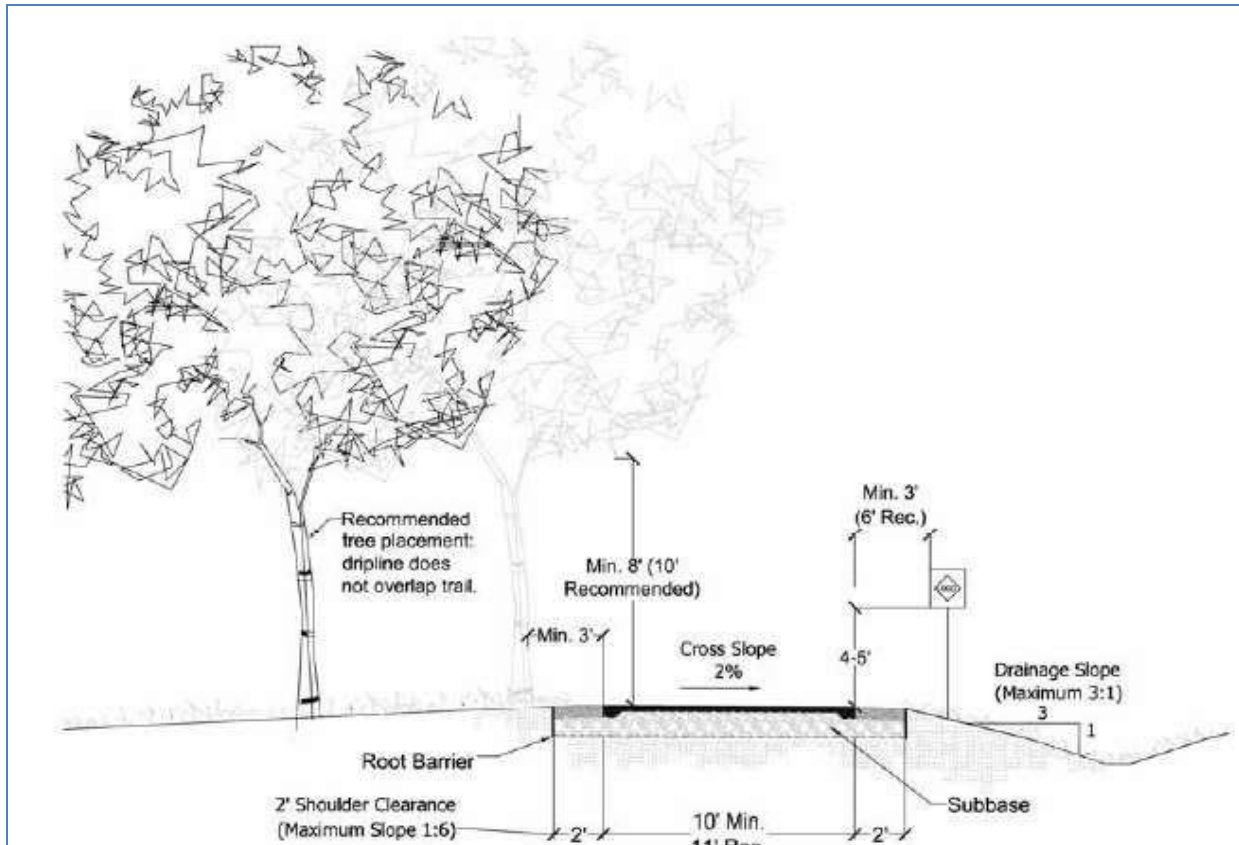 Min. 3'
(6' Rec.)
Recommended
tree placement:
dripline does
not overlap trail.
Min. 8' (10'
Recommended)
Min. 3'
Cross Slope
2%
4-5'
Drainage Slope
(Maximum 3:1)
3
1
Root Barrier
Subbase
2' Shoulder Clearance
(Maximum Slope 1:6)
2'
10' Min.
2'
11' Rec.